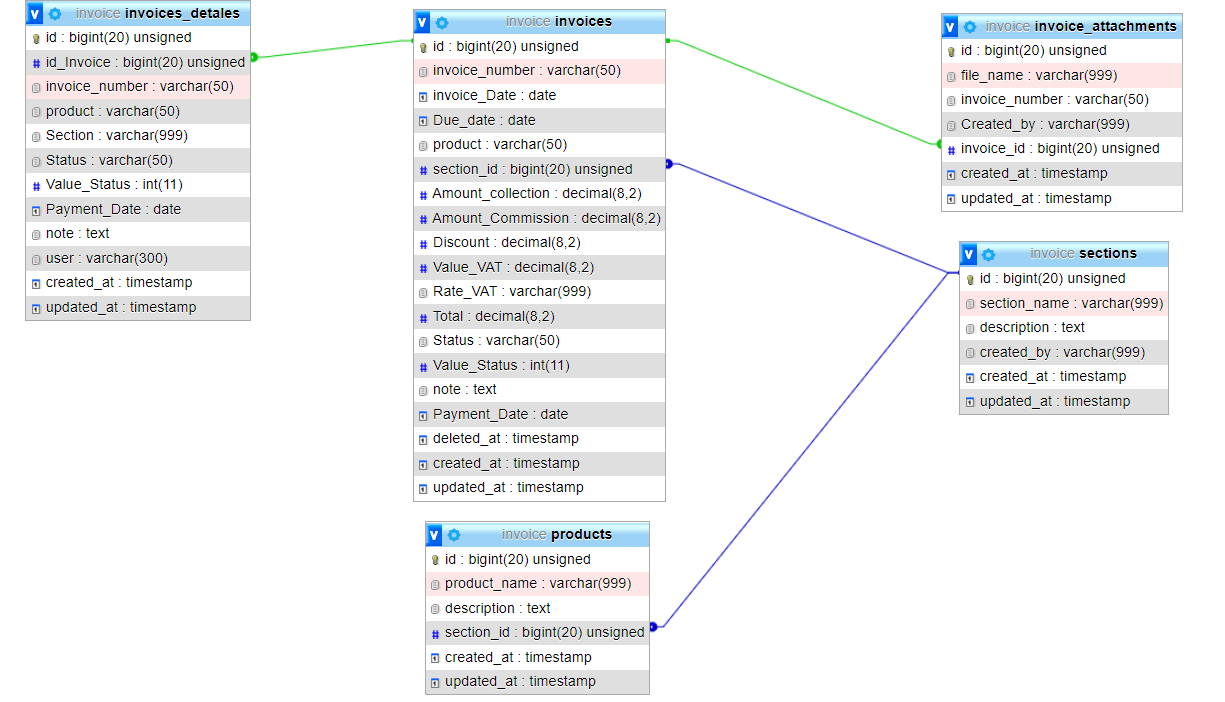 invoice invoices_detales
id : bigint(20) unsigned
id_Invoice : bigint(20) unsigned
invoice_number : varchar(50)
product : varchar(50)
Section : varchar(999)
Status : varchar(50)
Value_Status : int(11)
Payment_Date : date
note : text
user : varchar(300)
created_at : timestamp
updated_at : timestamp
invoice invoices
id : bigint(20) unsigned
invoice_number : varchar(50)
invoice_Date : date
Due_date : date
product : varchar(50)
section_id : bigint(20) unsigned
Amount_collection : decimal(8,2)
Amount_Commission : decimal(8,2)
Discount : decimal(8,2)
Value_VAT : decimal(8,2)
Rate_VAT : varchar(999)
Total : decimal(8,2)
Status : varchar(50)
Value_Status : int(11)
note : text
Payment_Date : date
deleted_at : timestamp
created_at : timestamp
updated_at : timestamp
invoice invoice_attachments
id : bigint(20) unsigned
file_name : varchar(999)
invoice_number : varchar(50)
Created_by : varchar(999)
invoice_id : bigint(20) unsigned
created_at : timestamp
updated_at : timestamp
invoice sections
id : bigint(20) unsigned
section_name : varchar(999)
description : text
created_by : varchar(999)
created_at : timestamp
updated_at : timestamp
invoice products
id : bigint(20) unsigned
product_name : varchar(999)
description : text
section_id : bigint(20) unsigned
created_at : timestamp
updated_at : timestamp